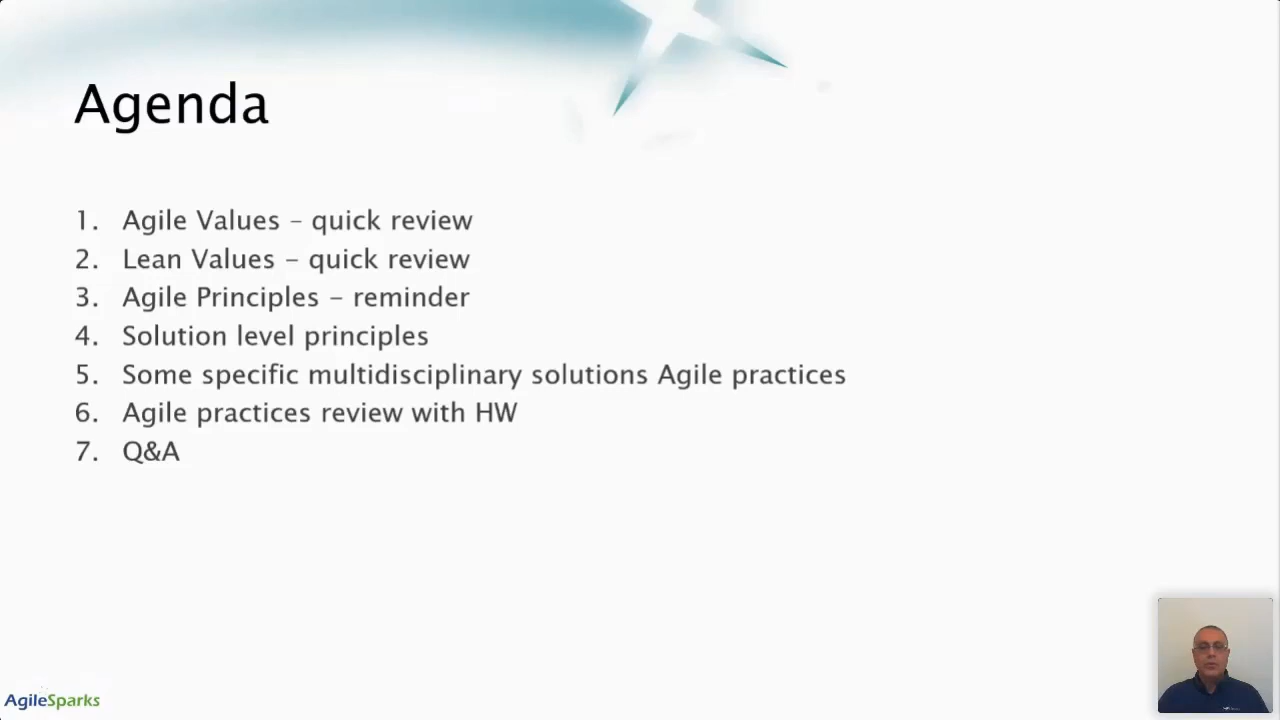 Agenda
1. Agile Values – quick review
2. Lean Values – quick review
3. Agile Principles – reminder
4. Solution level principles
5. Some specific multidisciplinary solutions Agile practices
6. Agile practices review with HW
7. Q&A
AgileSparks